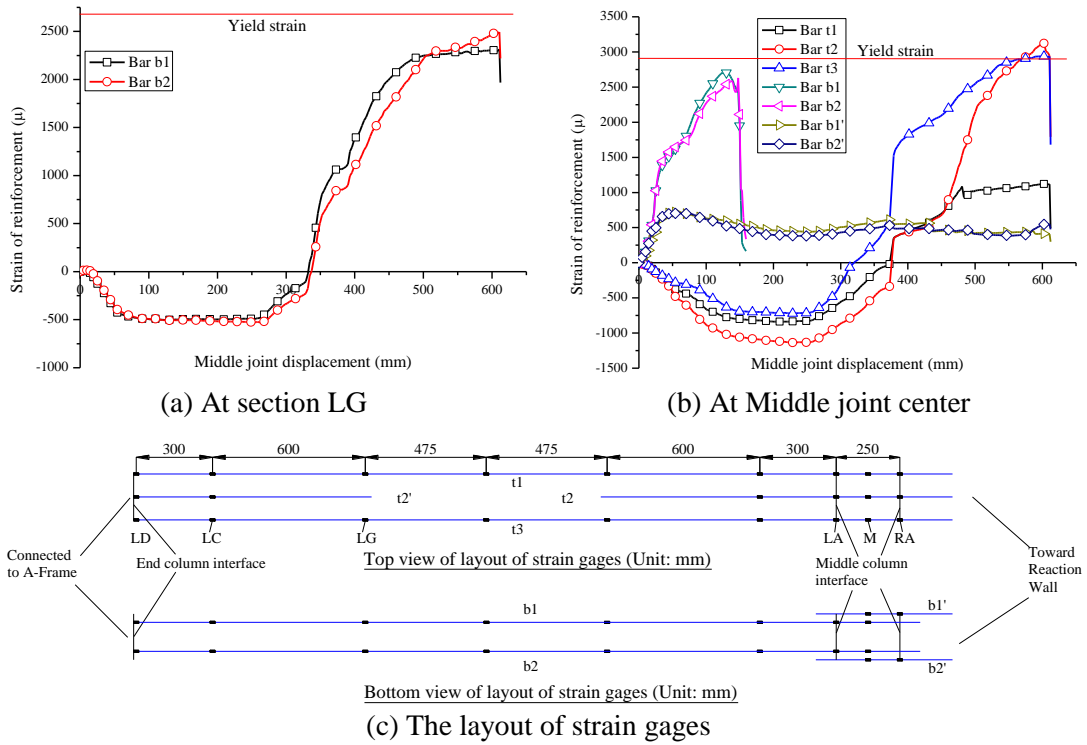 2500
2000
1500
1000
500
0
-500
-1000
0
100
200
300
400
500
600
Yield strain
Bar b1
Bar b2
Strain of reinforcement (μ)
Middle joint displacement (mm)
(a) At section LG
3500
3000
2500
2000
1500
1000
500
0
-500
-1000
-1500
0
100
200
300
400
500
600
Yield strain
Bar t1
Bar t2
Bar t3
Bar b1
Bar b2
Bar b1'
Bar b2'
Strain of reinforcement (μ)
Middle joint displacement (mm)
(b) At Middle joint center
300 600 475 475 600 300 250
t1
t2' t2
t3
LD LC LG LA M RA
Connected
to A-Frame
End column interface
Top view of layout of strain gages (Unit: mm)
Middle column
interface
Toward
Reaction
Wall
b1 b1'
b2 b2'
Bottom view of layout of strain gages (Unit: mm)
(c) The layout of strain gages